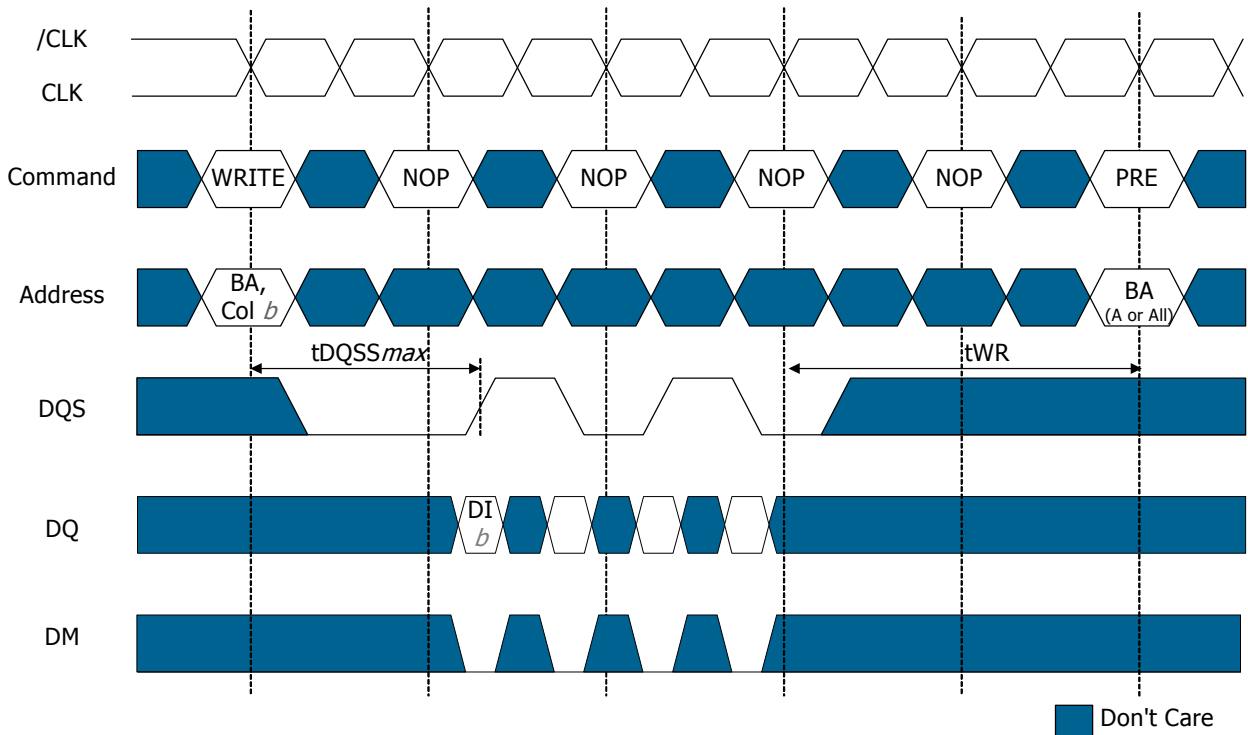 /CLK
CLK
Command
WRITE NOP NOP NOP NOP PRE
Address
BA,
Col b
BA
(A or All)
tDQSSmax
tWR
DQS
DQ
DI
b
DM
Don't Care